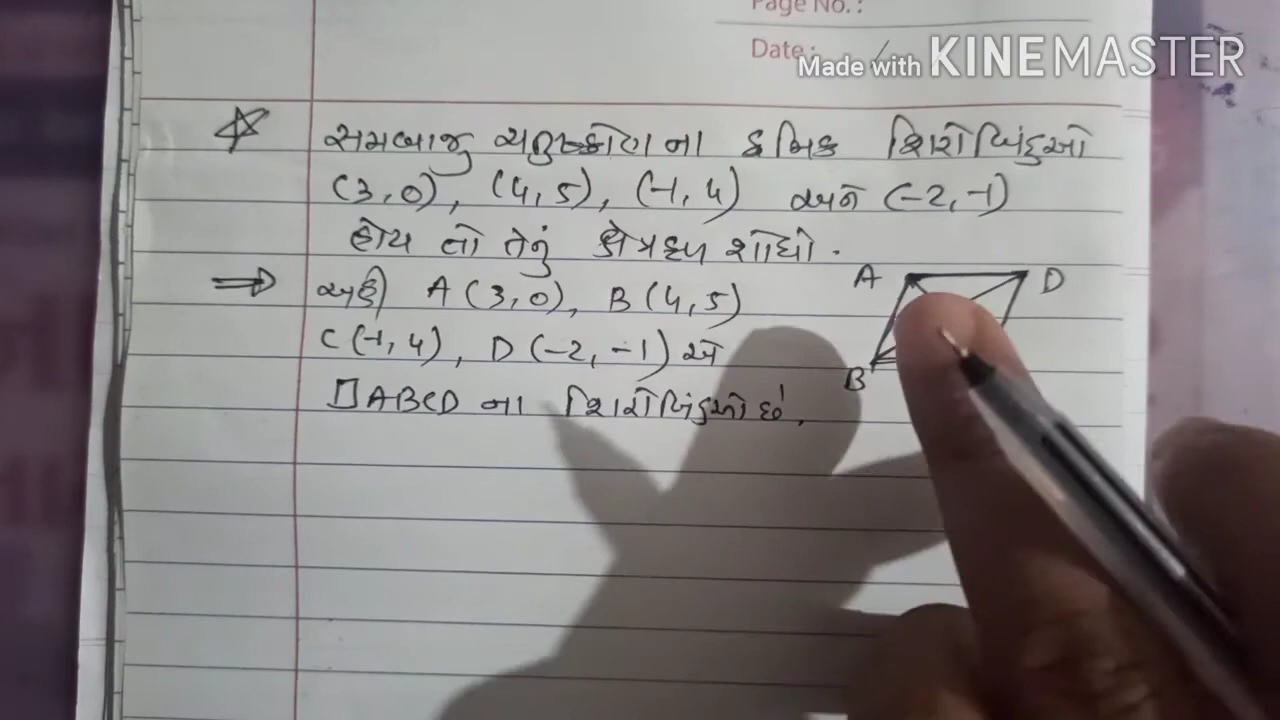 Page No.:
Date:
Made with KINEMASTER
સમબાજુ ચતુષ્કોણના ક્રમિક શિરોબિંદુઓ
(3,0), (4,5), (-1,4) અને (-2,-1)
હોય તો તેનું ક્ષેત્રફળ શોધો.
⇒ અહીં A(3,0), B(4,5)
C(-1,4), D(-2,-1) એ
□ABCD ના શિરોબિંદુઓ છે.
A D
B